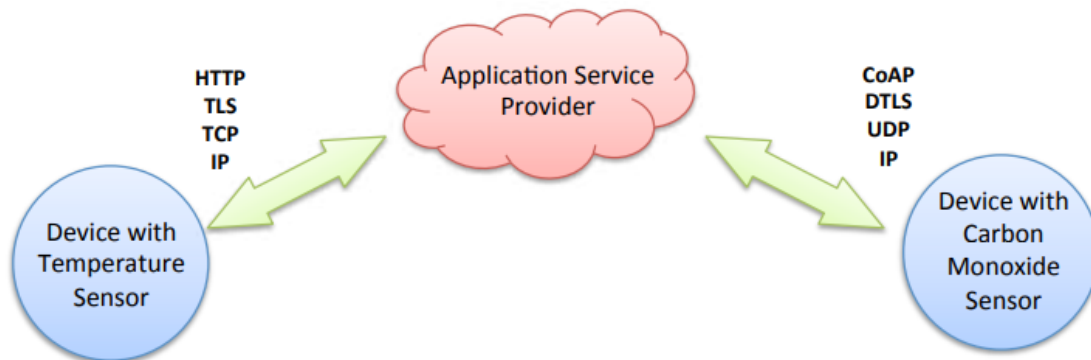 HTTP
TLS
TCP
IP
Application Service
Provider
CoAP
DTLS
UDP
IP
Device with
Temperature
Sensor
Device with
Carbon
Monoxide
Sensor